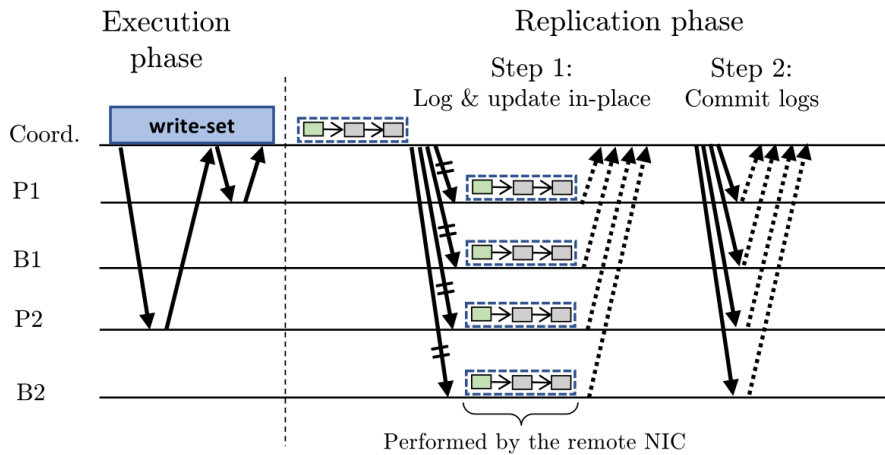 Execution
phase
Replication phase
Step 1:
Log & update in-place
Step 2:
Commit logs
Coord.
write-set
P1
B1
P2
B2
Performed by the remote NIC